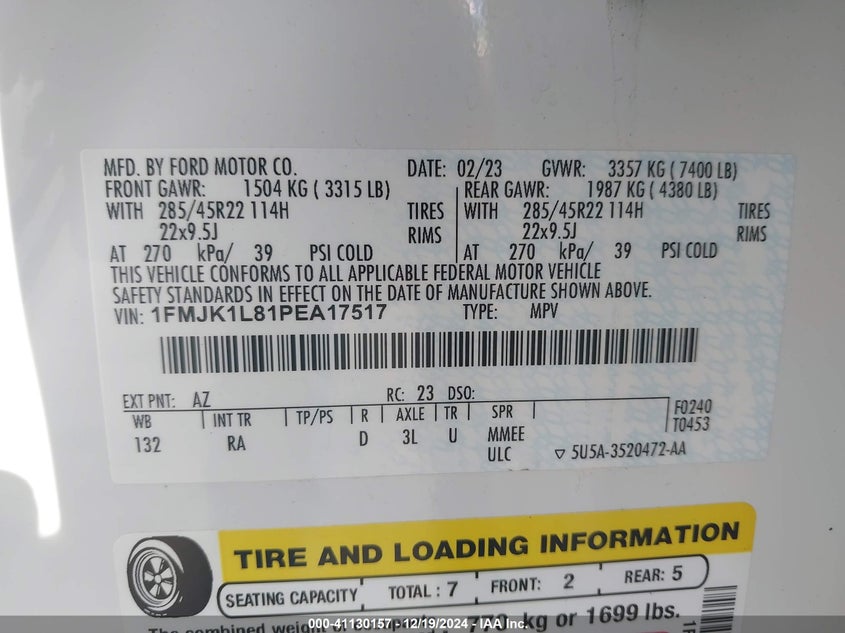 MFD. BY FORD MOTOR CO. DATE: 02/23 GVWR: 3357 KG ( 7400 LB)
FRONT GAWR: 1504 KG ( 3315 LB) REAR GAWR: 1987 KG ( 4380 LB)
WITH 285/45R22 114H TIRES WITH 285/45R22 114H TIRES
22x9.5J RIMS 22x9.5J RIMS
AT 270 kPa/ 39 PSI COLD AT 270 kPa/ 39 PSI COLD
THIS VEHICLE CONFORMS TO ALL APPLICABLE FEDERAL MOTOR VEHICLE
SAFETY STANDARDS IN EFFECT ON THE DATE OF MANUFACTURE SHOWN ABOVE.
VIN: 1FMJK1L81PEA17517 TYPE: MPV
EXT PNT: AZ RC: 23 DSO:
WB INT TR TP/PS R AXLE TR SPR F0240
132 RA D 3L U MMEE T0453
ULC ▽ 5U5A-3520472-AA
TIRE AND LOADING INFORMATION
SEATING CAPACITY TOTAL : 7 FRONT: 2 REAR: 5
The combined weight of 770 kg or 1699 lbs.
000-41130157 - 12/19/2024 - IAA Inc.